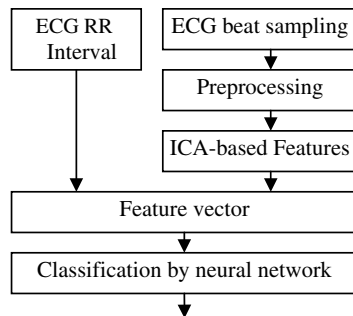 ECG RR
Interval
ECG beat sampling
Preprocessing
ICA-based Features
Feature vector
Classification by neural network